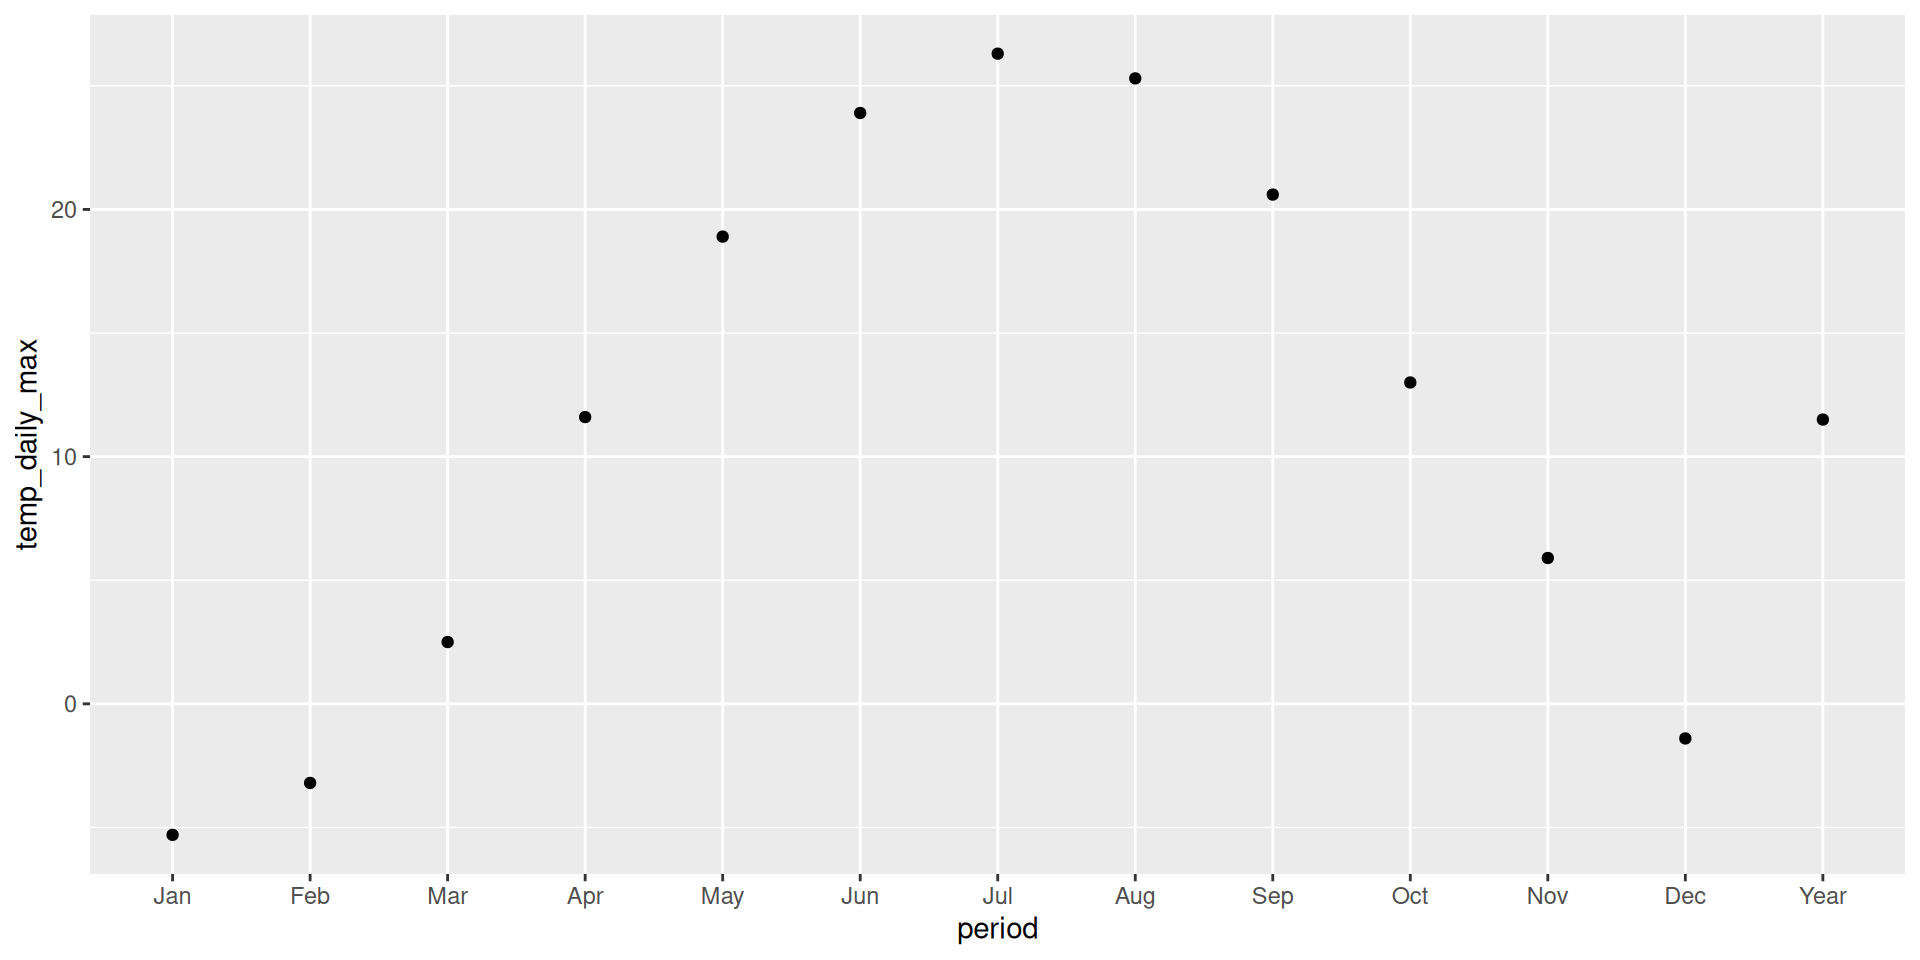 temp_daily_max
20
10
0
Jan Feb Mar Apr May Jun Jul Aug Sep Oct Nov Dec Year
period